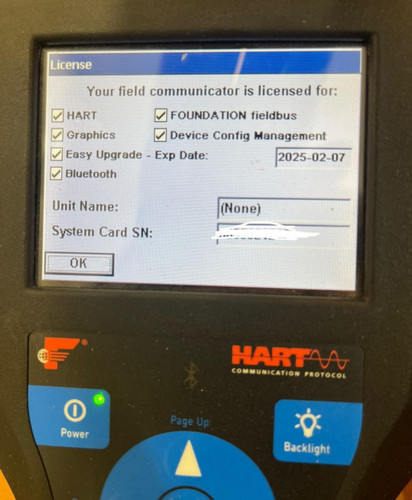 License
Your field communicator is licensed for:
HART
FOUNDATION fieldbus
Graphics
Device Config Management
Easy Upgrade - Exp Date:
2025-02-07
Bluetooth
Unit Name:
(None)
System Card SN:
OK
HART
COMMUNICATION PROTOCOL
Power
Page Up
Backlight